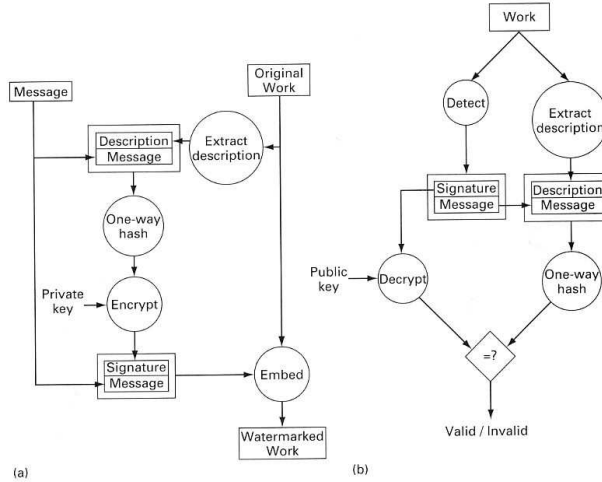 Message
Original
Work
Description
Message
Extract
description
One-way
hash
Private
key
Encrypt
Signature
Message
Embed
Watermarked
Work
(a)
Work
Detect
Extract
description
Signature
Message
Description
Message
Public
key
Decrypt
One-way
hash
=?
Valid / Invalid
(b)